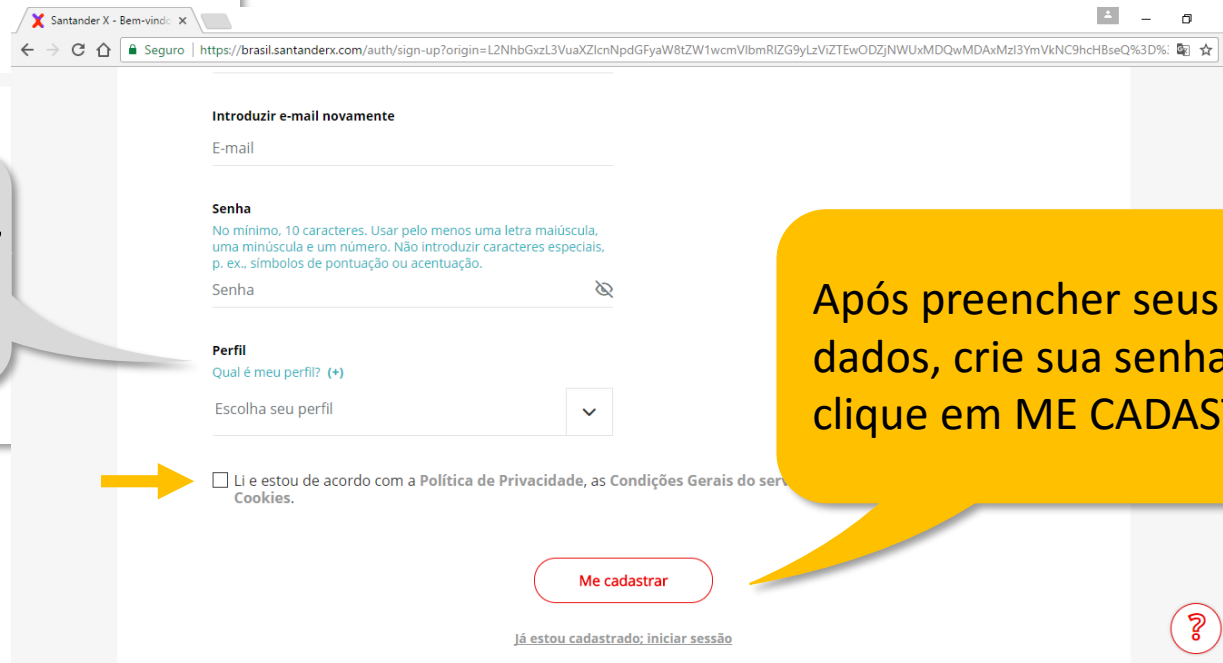 Santander X - Bem-vindo
Seguro | https://brasil.santanderx.com/auth/sign-up?origin=L2NhbGxzL3VuaXZlcnNpdGFyaW8tZW1wcmVlbmRlZG9yLzViZTEwODZjNWUxMDQwMDAxMzI3YmVkNC9hcHBseQ%3D%3
Introduzir e-mail novamente
E-mail
Senha
No mínimo, 10 caracteres. Usar pelo menos uma letra maiúscula,
uma minúscula e um número. Não introduzir caracteres especiais,
p. ex., símbolos de pontuação ou acentuação.
Senha
Perfil
Qual é meu perfil? (+)
Escolha seu perfil
Li e estou de acordo com a Política de Privacidade, as Condições Gerais do
Cookies.
Me cadastrar
Já estou cadastrado; iniciar sessão
Após preencher seus
dados, crie sua senha
clique em ME
?